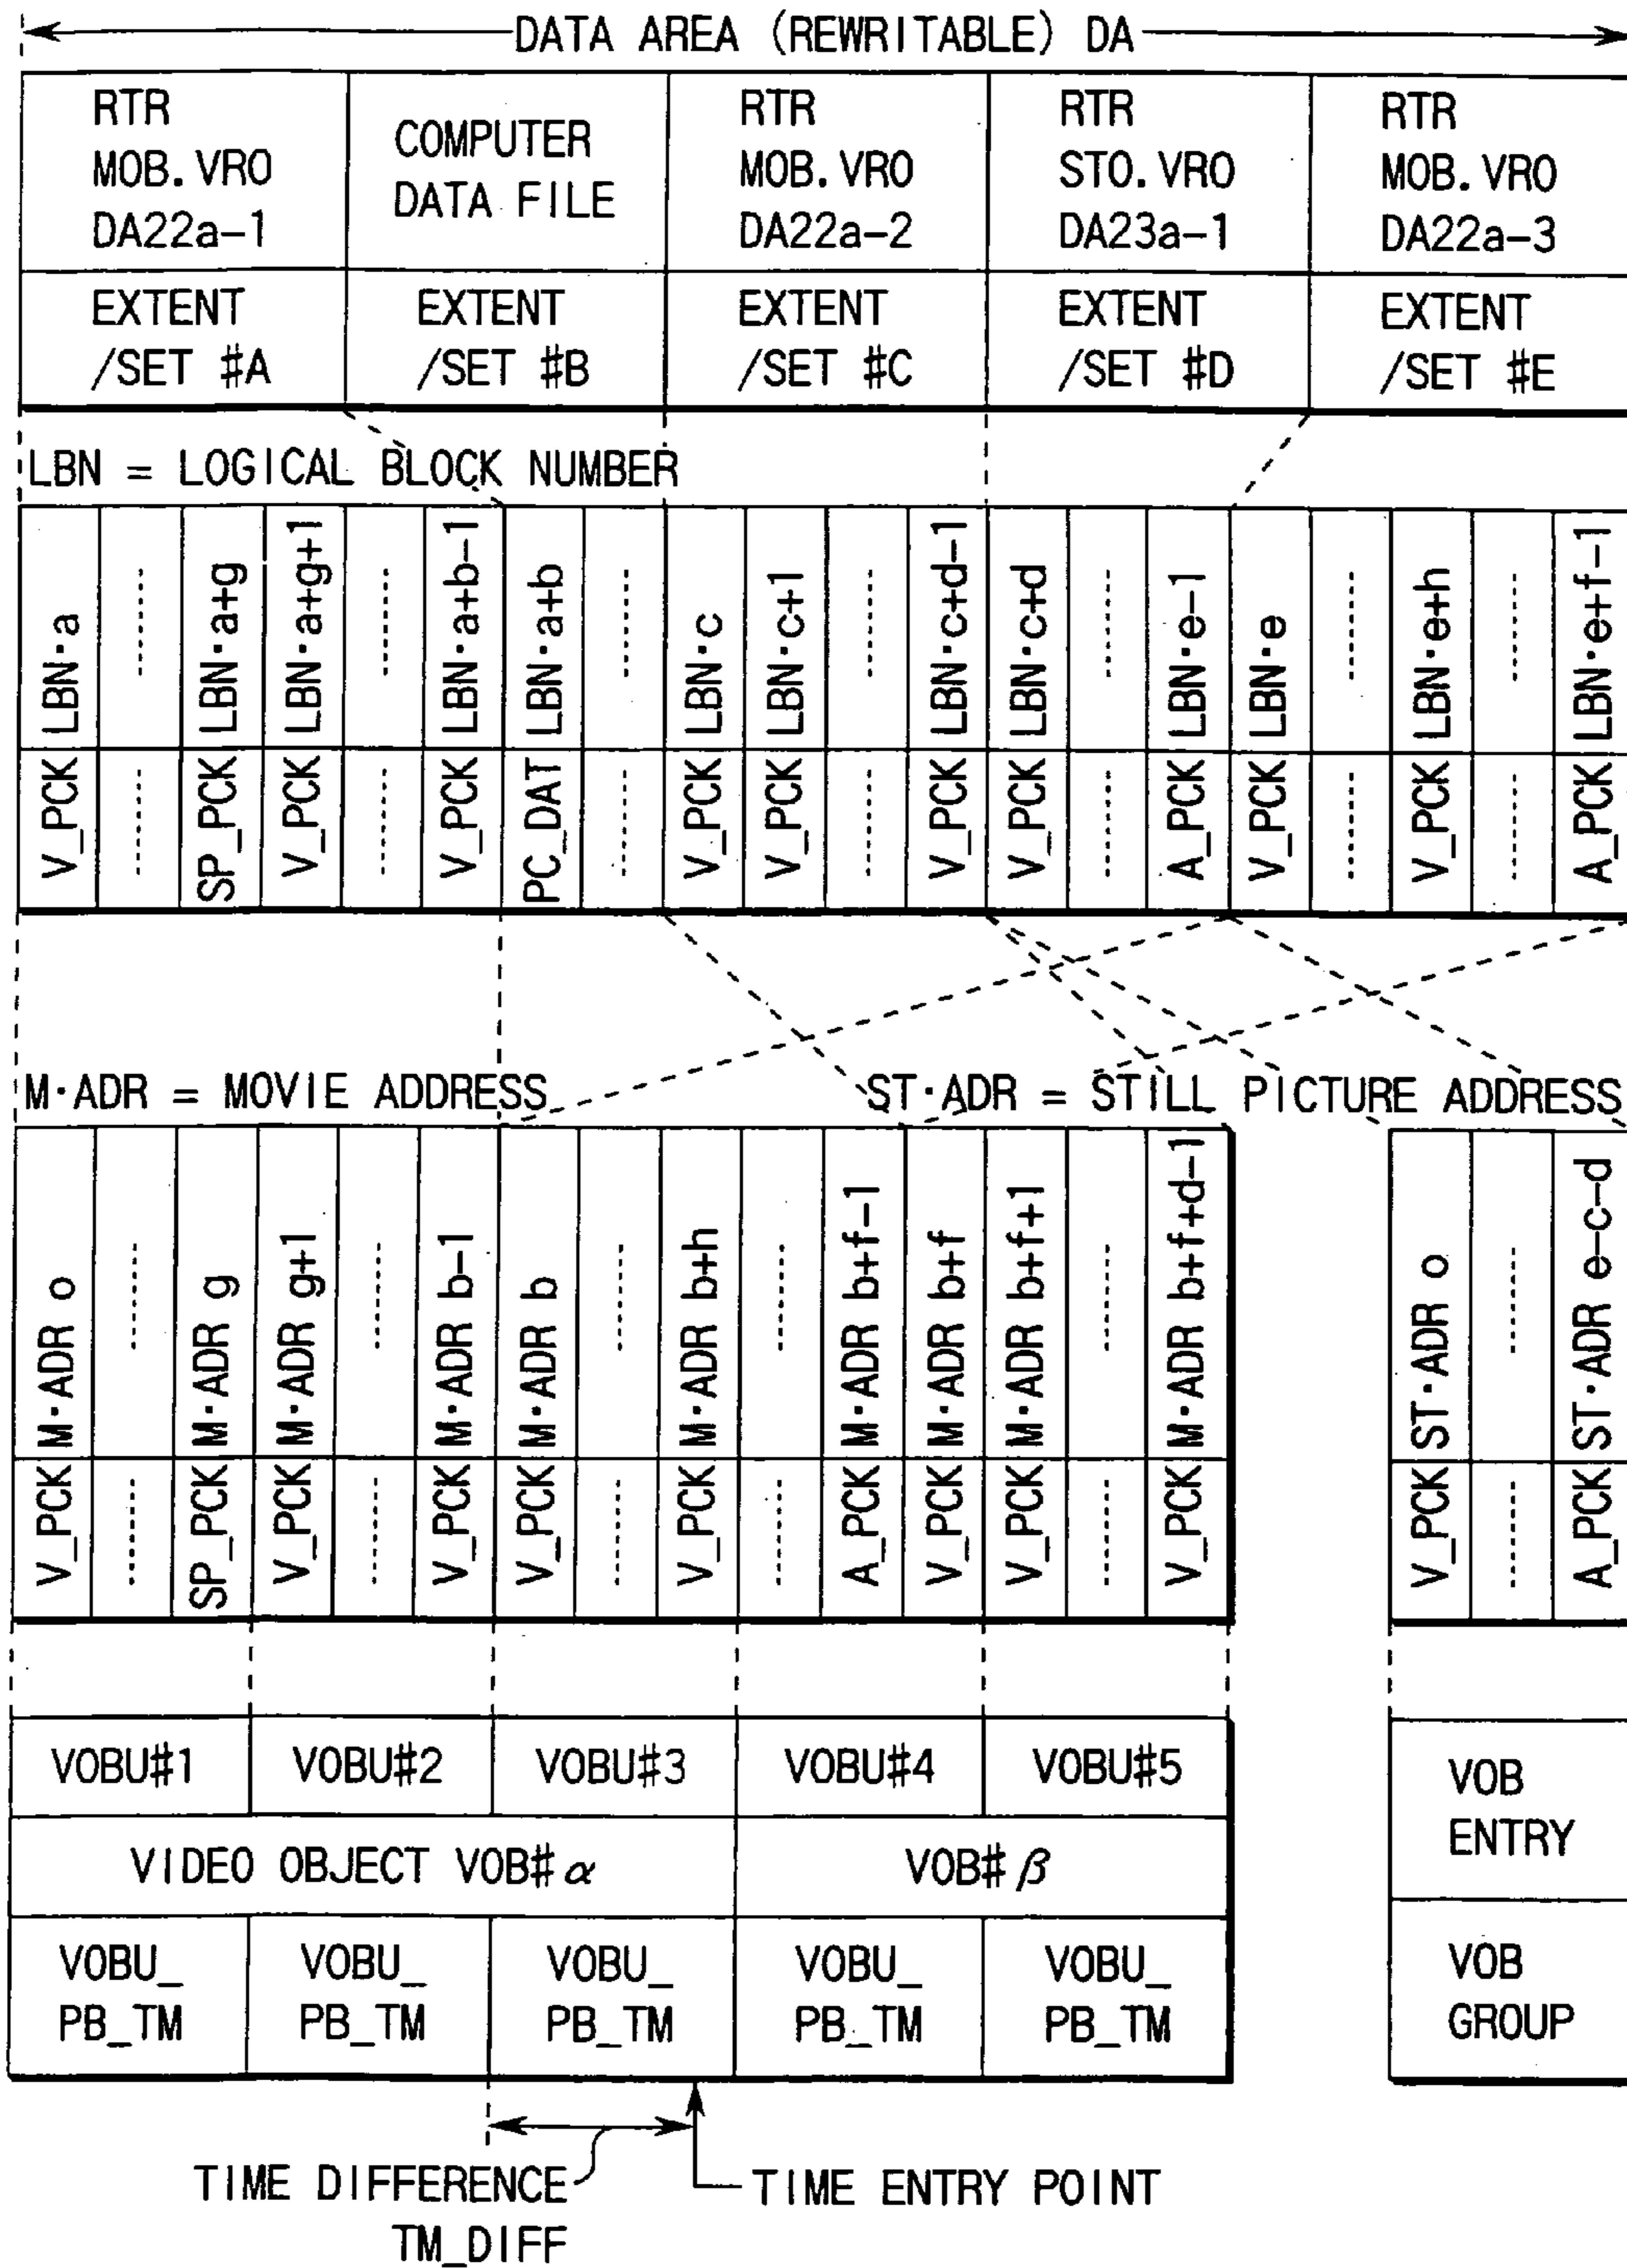 DATA AREA (REWRITABLE) DA
RTR
MOB.VRO
DA22a-1
COMPUTER
DATA FILE
RTR
MOB.VRO
DA22a-2
RTR
STO.VRO
DA23a-1
RTR
MOB.VRO
DA22a-3
EXTENT
/SET #A
EXTENT
/SET #B
EXTENT
/SET #C
EXTENT
/SET #D
EXTENT
/SET #E
LBN = LOGICAL BLOCK NUMBER
V_PCK LBN·a
SP_PCK LBN·a+g
V_PCK LBN·a+g+1
V_PCK LBN·a+b-1
PC_DAT LBN·a+b
V_PCK LBN·c
V_PCK LBN·c+1
V_PCK LBN·c+d-1
V_PCK LBN·c+d
A_PCK LBN·e-1
V_PCK LBN·e
V_PCK LBN·e+h
A_PCK LBN·e+f-1
M·ADR = MOVIE ADDRESS
ST·ADR = STILL PICTURE ADDRESS
V_PCK M·ADR o
SP_PCK M·ADR g
V_PCK M·ADR g+1
V_PCK M·ADR b-1
V_PCK M·ADR b
V_PCK M·ADR b+h
A_PCK M·ADR b+f-1
V_PCK M·ADR b+f
V_PCK M·ADR b+f+1
V_PCK M·ADR b+f+d-1
V_PCK ST·ADR o
A_PCK ST·ADR e-c-d
VOBU#1
VOBU#2
VOBU#3
VOBU#4
VOBU#5
VIDEO OBJECT VOB#α
VOB#β
VOBU_
PB_TM
VOBU_
PB_TM
VOBU_
PB_TM
VOBU_
PB_TM
VOBU_
PB_TM
VOB
ENTRY
VOB
GROUP
TIME DIFFERENCE
TM_DIFF
TIME ENTRY POINT